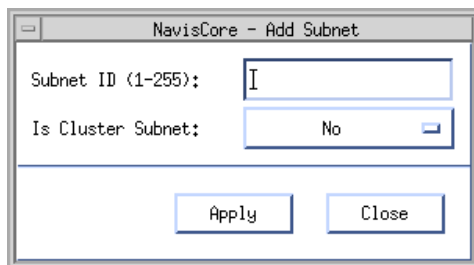 NavisCore - Add Subnet
Subnet ID (1-255):
Is Cluster Subnet: No
Apply Close